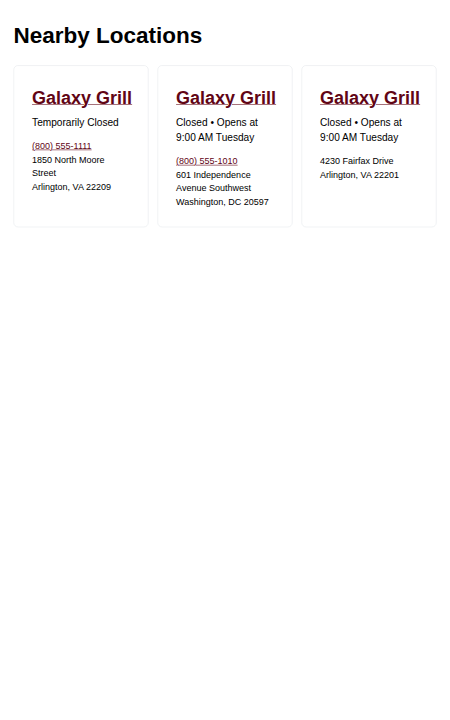 Nearby Locations
Galaxy Grill
Temporarily Closed
(800) 555-1111
1850 North Moore
Street
Arlington, VA 22209
Galaxy Grill
Closed • Opens at
9:00 AM Tuesday
(800) 555-1010
601 Independence
Avenue Southwest
Washington, DC 20597
Galaxy Grill
Closed • Opens at
9:00 AM Tuesday
4230 Fairfax Drive
Arlington, VA 22201